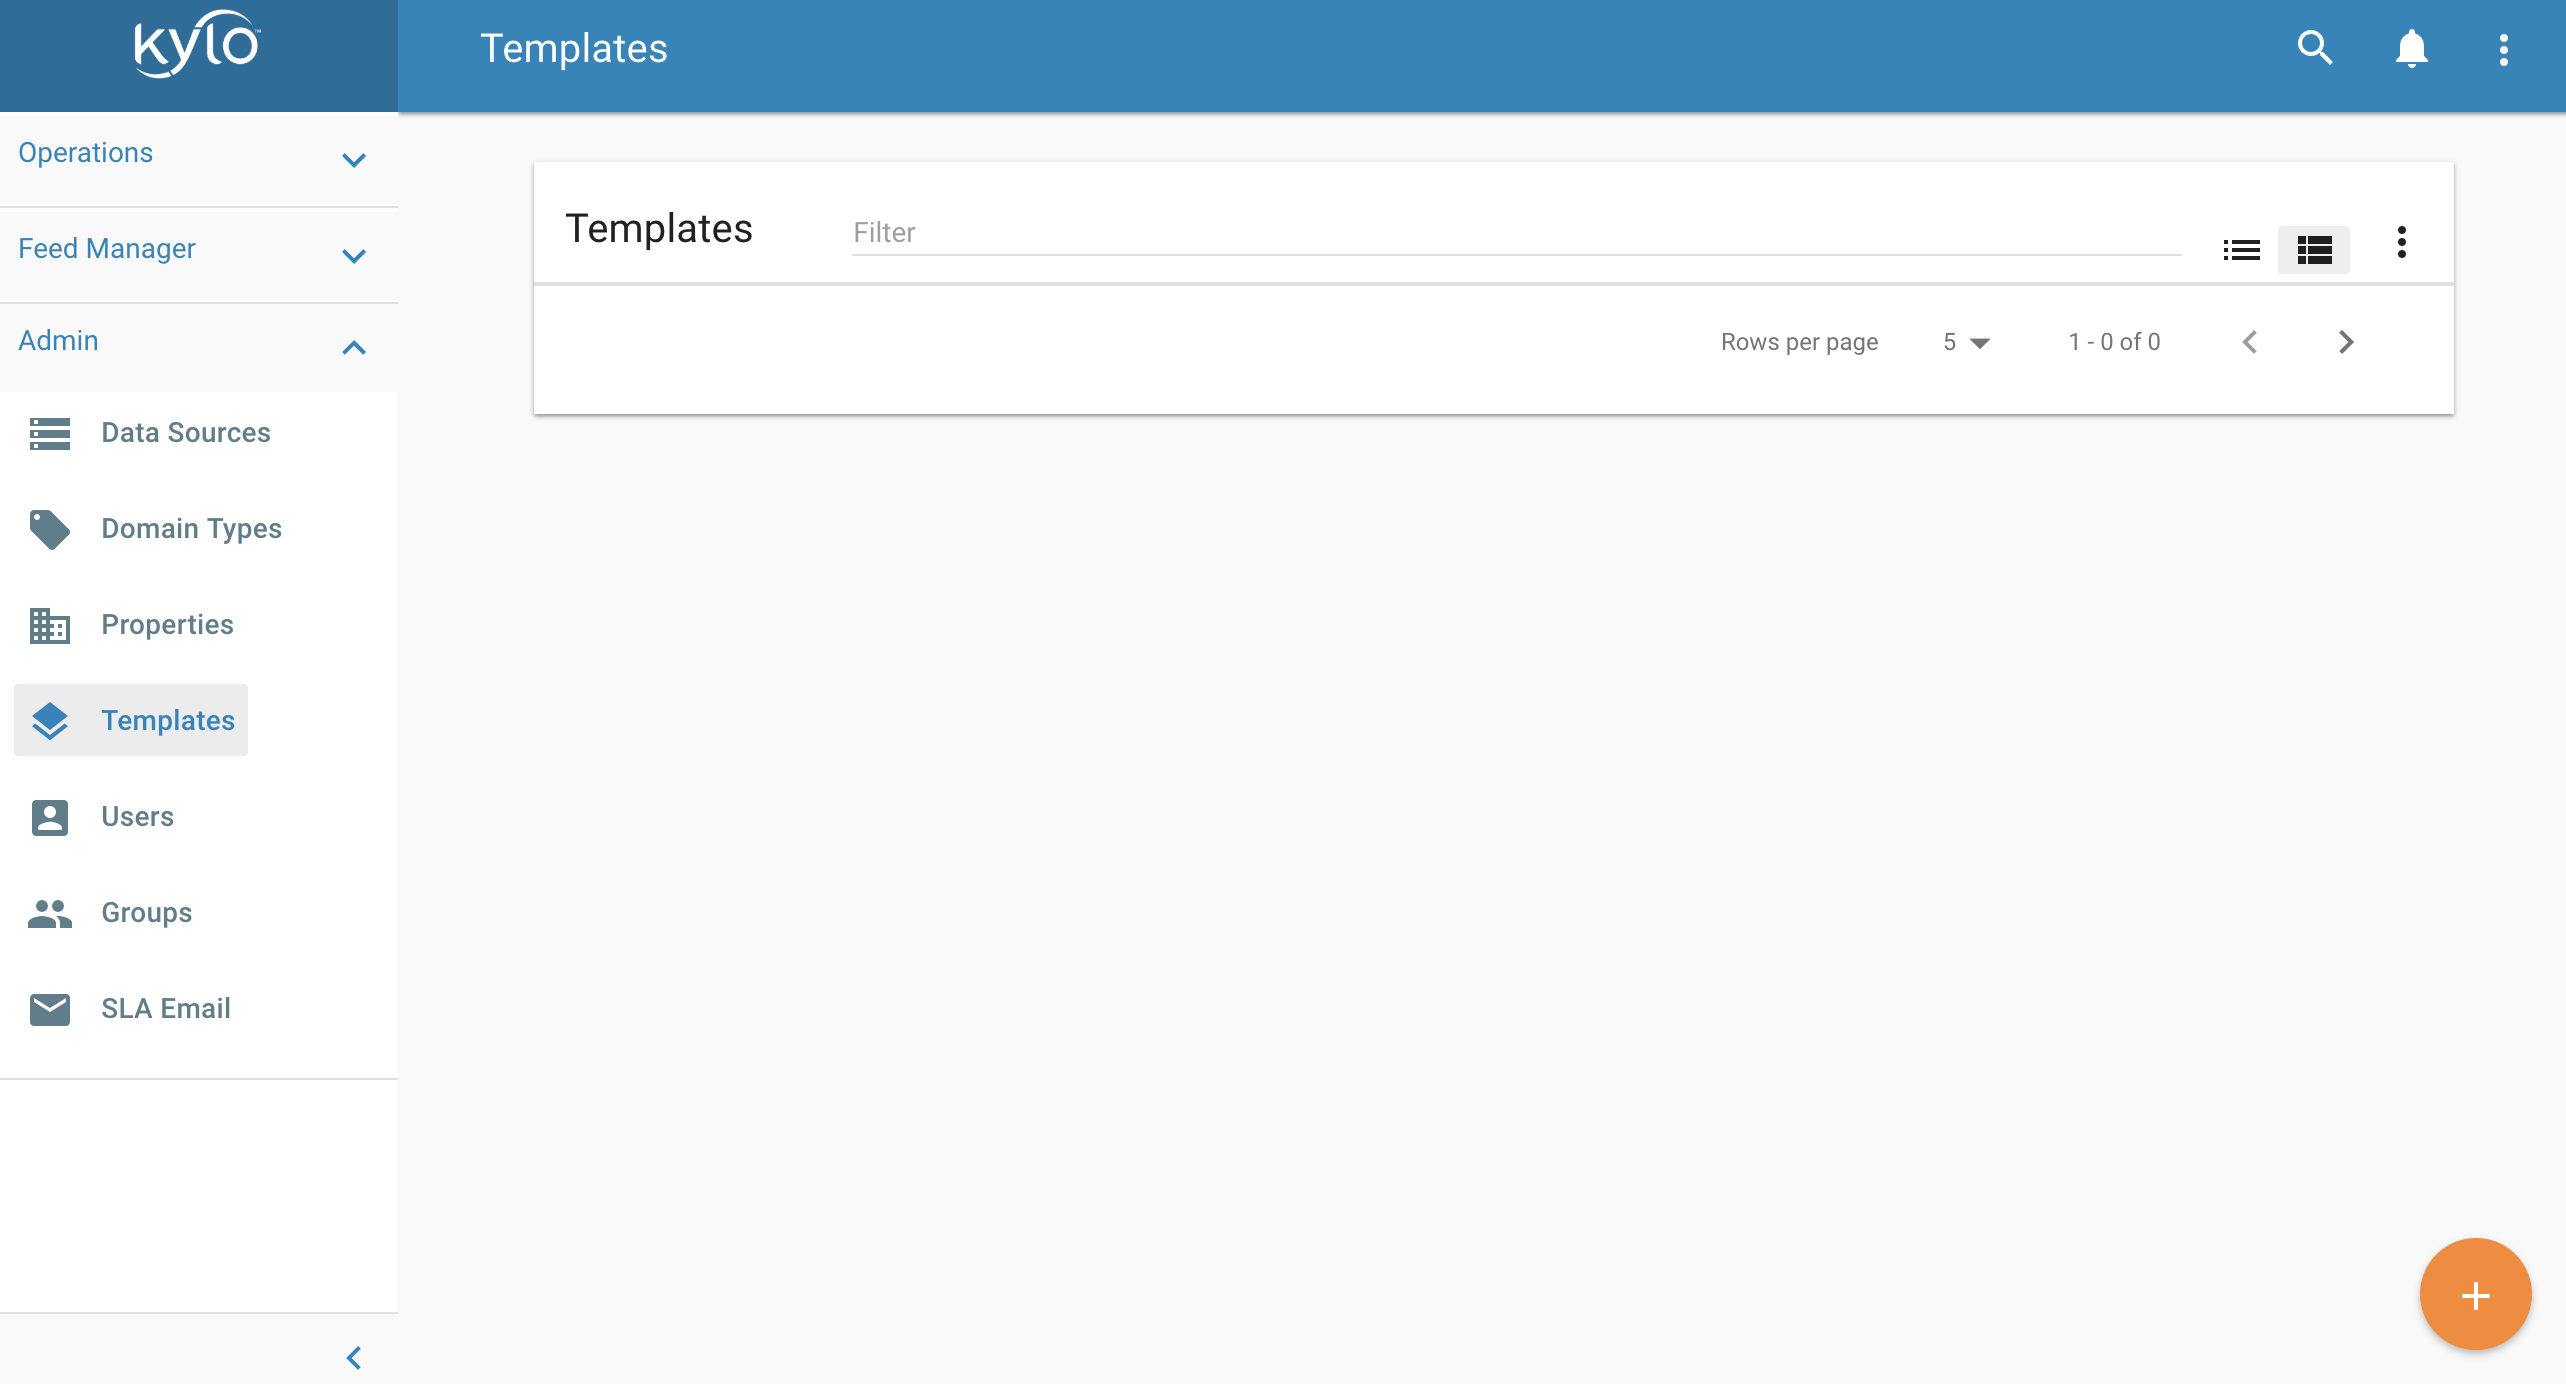 kylo™
Templates
Operations
Feed Manager
Admin
Data Sources
Domain Types
Properties
Templates
Users
Groups
SLA Email
Templates
Filter
Rows per page 5 1 - 0 of 0